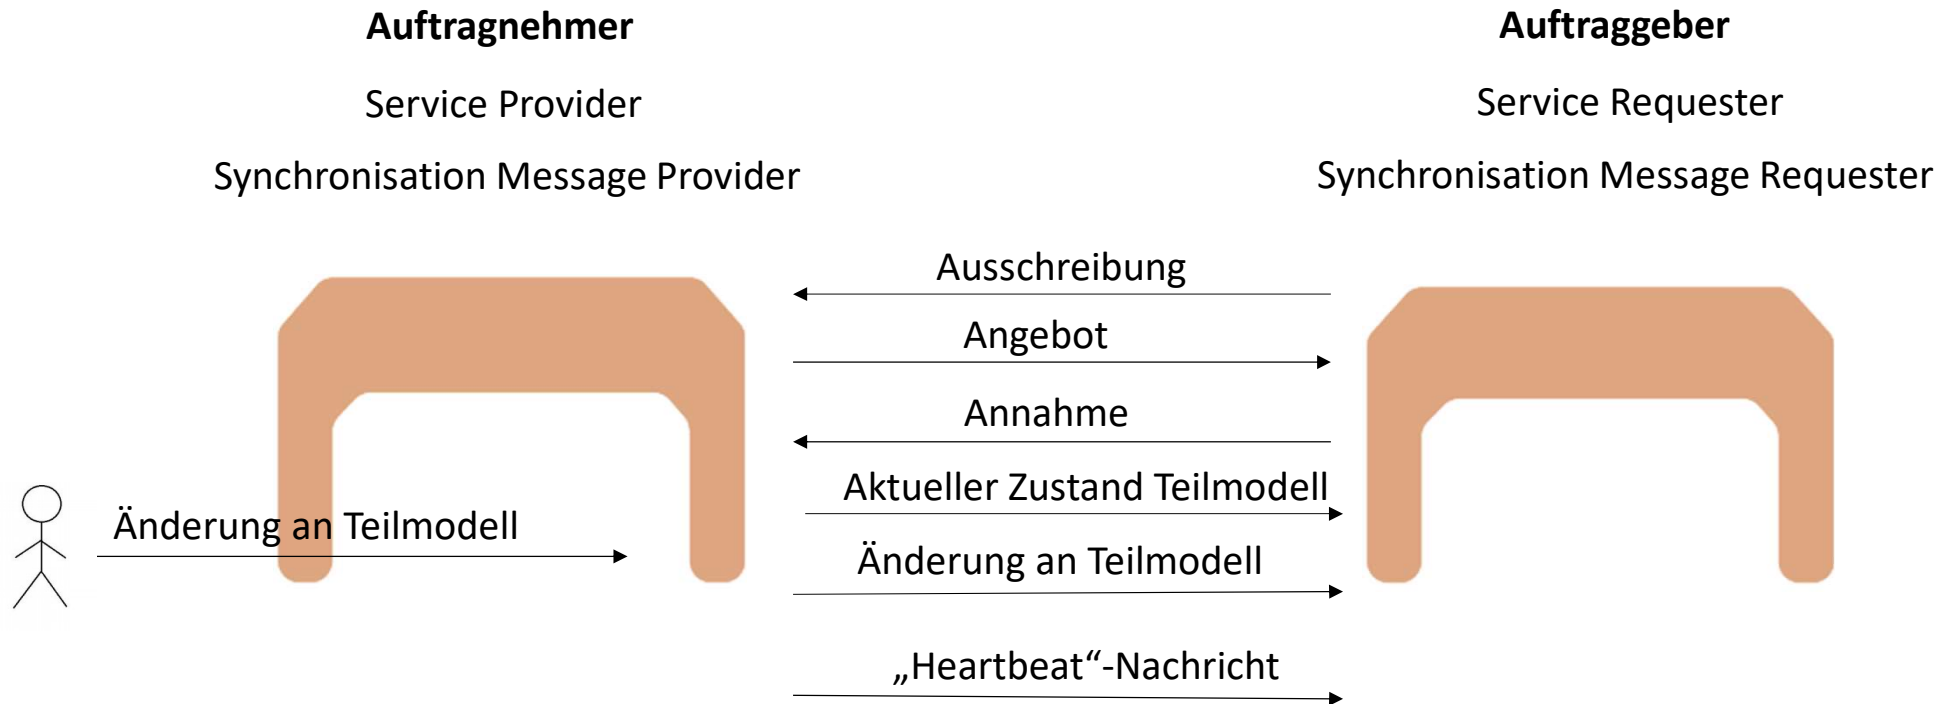 Auftragnehmer
Auftraggeber
Service Provider
Service Requester
Synchronisation Message Provider
Synchronisation Message Requester
Ausschreibung
Angebot
Annahme
Aktueller Zustand Teilmodell
Änderung an Teilmodell
Änderung an Teilmodell
„Heartbeat“-Nachricht